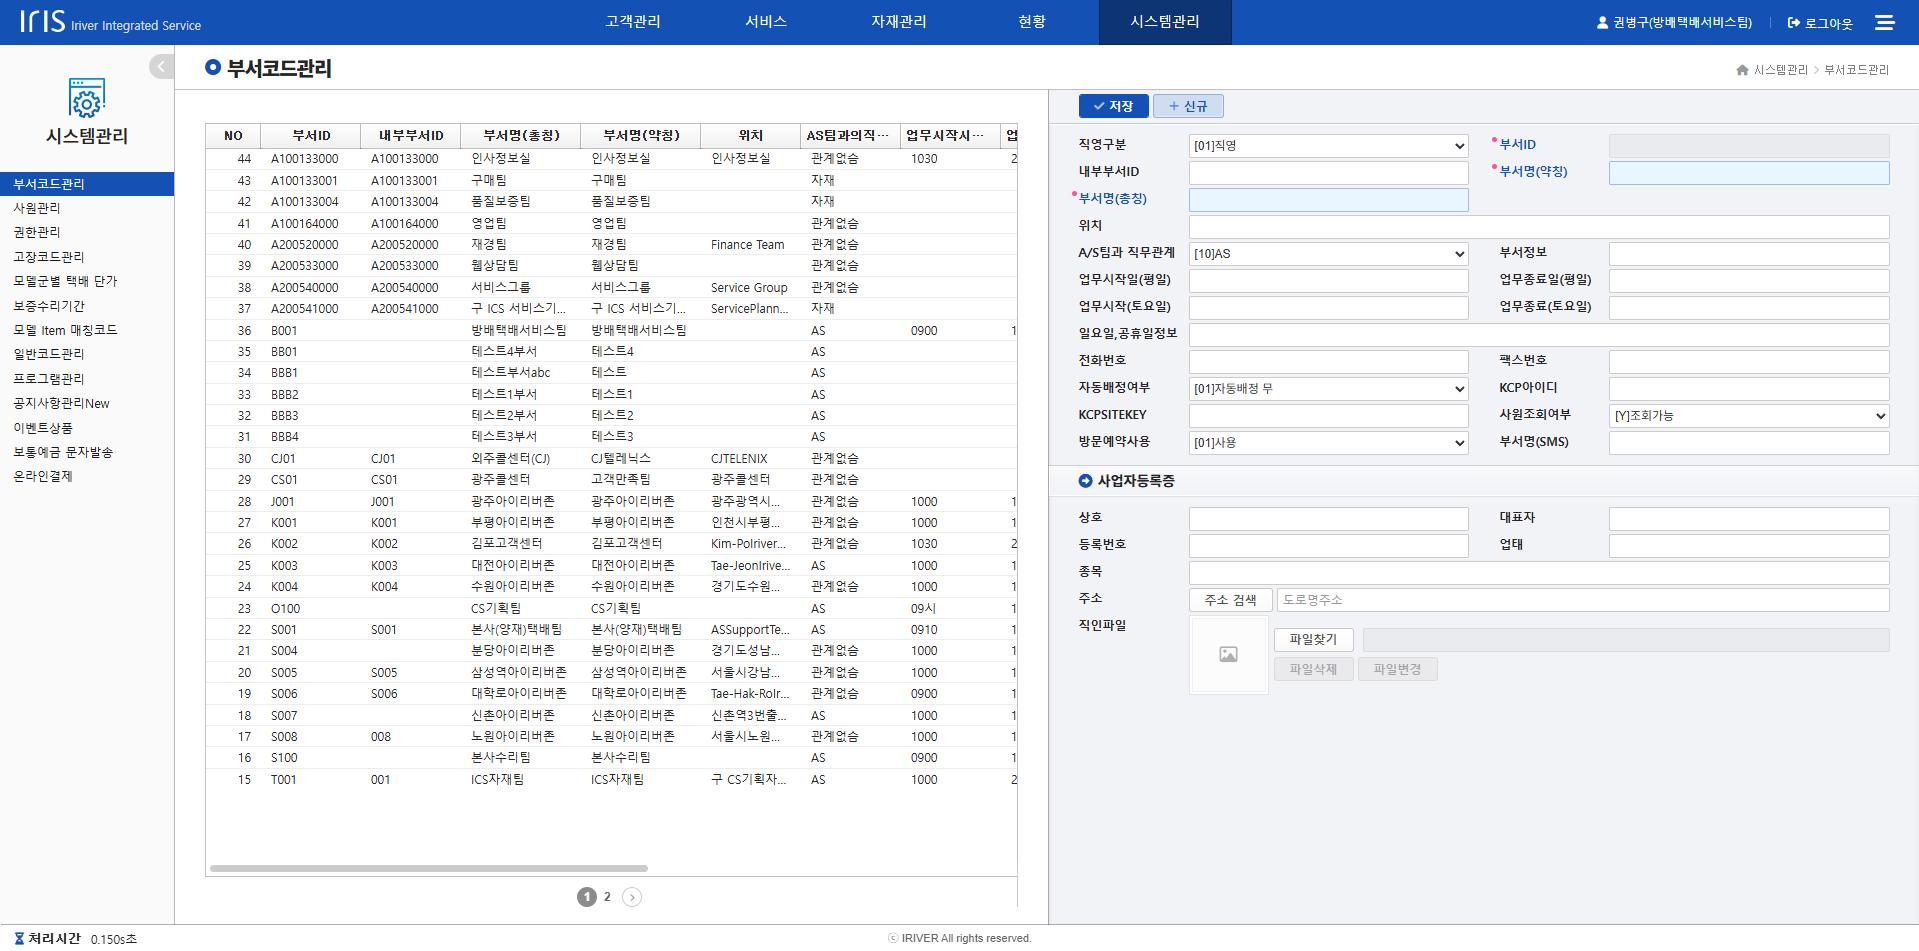 IRIS Iriver Integrated Service
고객관리 서비스 자재관리 현황 시스템관리
권병구(방배택배서비스팀) | 로그아웃
시스템관리
부서코드관리
사원관리
권한관리
고장코드관리
모델군별 택배 단가
보증수리기간
모델 Item 매칭코드
일반코드관리
프로그램관리
공지사항관리New
이벤트상품
보통예금 문자발송
온라인결제
부서코드관리
시스템관리 > 부서코드관리
NO 부서ID 내부부서ID 부서명(총칭) 부서명(약칭) 위치 AS팀과의직… 업무시작시… 업
44 A100133000 A100133000 인사정보실 인사정보실 인사정보실 관계없슴 1030 2
43 A100133001 A100133001 구매팀 구매팀 자재
42 A100133004 A100133004 품질보증팀 품질보증팀 자재
41 A100164000 A100164000 영업팀 영업팀 관계없슴
40 A200520000 A200520000 재경팀 재경팀 Finance Team 관계없슴
39 A200533000 A200533000 웹상담팀 웹상담팀 관계없슴
38 A200540000 A200540000 서비스그룹 서비스그룹 Service Group 관계없슴
37 A200541000 A200541000 구 ICS 서비스기… 구 ICS 서비스기… ServicePlann… 자재
36 B001 방배택배서비스팀 방배택배서비스팀 AS 0900 1
35 BB01 테스트4부서 테스트4 AS
34 BBB1 테스트부서abc 테스트 AS
33 BBB2 테스트1부서 테스트1 AS
32 BBB3 테스트2부서 테스트2 AS
31 BBB4 테스트3부서 테스트3 AS
30 CJ01 CJ01 외주콜센터(CJ) CJ텔레닉스 CJTELENIX 관계없슴
29 CS01 CS01 광주콜센터 고객만족팀 광주콜센터 관계없슴
28 J001 J001 광주아이리버존 광주아이리버존 광주광역시… 관계없슴 1000 1
27 K001 K001 부평아이리버존 부평아이리버존 인천시부평… 관계없슴 1000 1
26 K002 K002 김포고객센터 김포고객센터 Kim-PoIriver… 관계없슴 1030 2
25 K003 K003 대전아이리버존 대전아이리버존 Tae-JeonIrive… AS 1000 1
24 K004 K004 수원아이리버존 수원아이리버존 경기도수원… 관계없슴 1000 1
23 O100 CS기획팀 CS기획팀 AS 09시 1
22 S001 S001 본사(양재)택배팀 본사(양재)택배팀 ASSupportTe… AS 0910 1
21 S004 분당아이리버존 분당아이리버존 경기도성남… 관계없슴 1000 1
20 S005 S005 삼성역아이리버존 삼성역아이리버존 서울시강남… 관계없슴 1000 1
19 S006 S006 대학로아이리버존 대학로아이리버존 Tae-Hak-RoIr… 관계없슴 0900 1
18 S007 신촌아이리버존 신촌아이리버존 신촌역3번출… AS 1000 1
17 S008 008 노원아이리버존 노원아이리버존 서울시노원… 관계없슴 1000 1
16 S100 본사수리팀 본사수리팀 AS 0900 1
15 T001 001 ICS자재팀 ICS자재팀 구 CS기획자… AS 1000 2
1 2 >
저장 + 신규
직영구분 [01]직영 부서ID
내부부서ID 부서명(약칭)
부서명(총칭)
위치
A/S팀과 직무관계 [10]AS 부서정보
업무시작일(평일) 업무종료일(평일)
업무시작(토요일) 업무종료(토요일)
일요일,공휴일정보
전화번호 팩스번호
자동배정여부 [01]자동배정 무 KCP아이디
KCPSITEKEY 사원조회여부 [Y]조회가능
방문예약사용 [01]사용 부서명(SMS)
사업자등록증
상호 대표자
등록번호 업태
종목
주소 주소 검색 도로명주소
직인파일 파일찾기
파일삭제 파일변경
처리시간 0.150s초
ⓒ IRIVER All rights reserved.